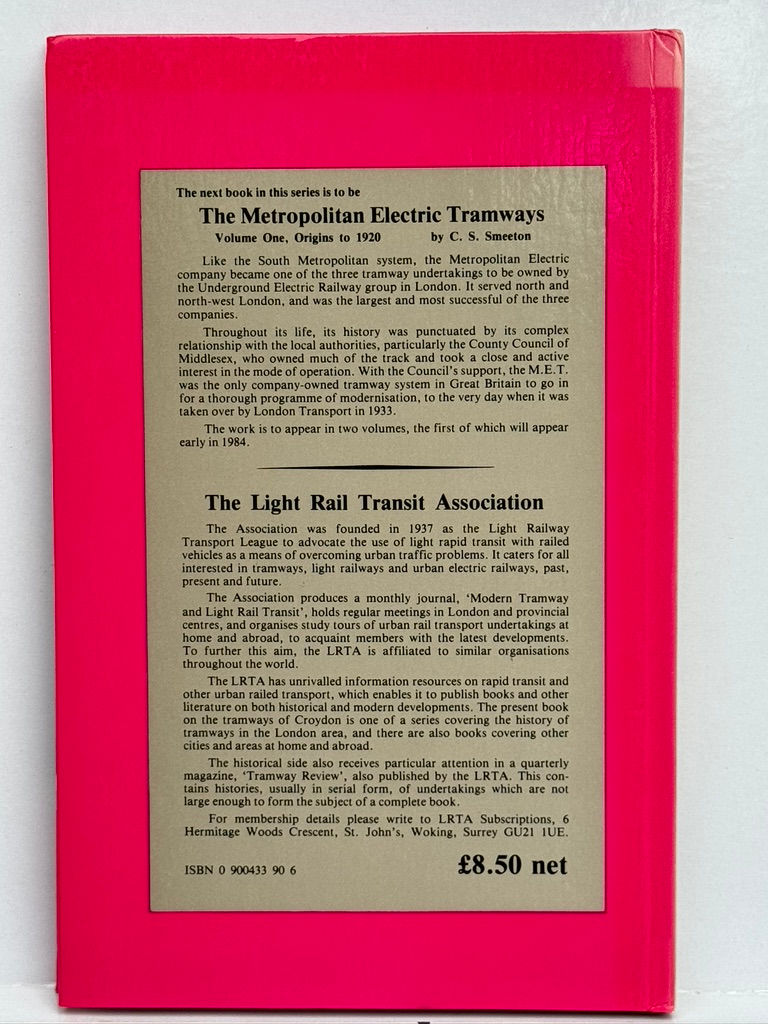 The next book in this series is to be
The Metropolitan Electric Tramways
Volume One, Origins to 1920 by C. S. Smeeton
Like the South Metropolitan system, the Metropolitan Electric
company became one of the three tramway undertakings to be owned by
the Underground Electric Railway group in London. It served north and
north-west London, and was the largest and most successful of the three
companies.
Throughout its life, its history was punctuated by its complex
relationship with the local authorities, particularly the County Council of
Middlesex, who owned much of the track and took a close and active
interest in the mode of operation. With the Council's support, the M.E.T.
was the only company-owned tramway system in Great Britain to go in
for a thorough programme of modernisation, to the very day when it was
taken over by London Transport in 1933.
The work is to appear in two volumes, the first of which will appear
early in 1984.
The Light Rail Transit Association
The Association was founded in 1937 as the Light Railway
Transport League to advocate the use of light rapid transit with railed
vehicles as a means of overcoming urban traffic problems. It caters for all
interested in tramways, light railways and urban electric railways, past,
present and future.
The Association produces a monthly journal, 'Modern Tramway
and Light Rail Transit', holds regular meetings in London and provincial
centres, and organises study tours of urban rail transport undertakings at
home and abroad, to acquaint members with the latest developments.
To further this aim, the LRTA is affiliated to similar organisations
throughout the world.
The LRTA has unrivalled information resources on rapid transit and
other urban railed transport, which enables it to publish books and other
literature on both historical and modern developments. The present book
on the tramways of Croydon is one of a series covering the history of
tramways in the London area, and there are also books covering other
cities and areas at home and abroad.
The historical side also receives particular attention in a quarterly
magazine, 'Tramway Review', also published by the LRTA. This con-
tains histories, usually in serial form, of undertakings which are not
large enough to form the subject of a complete book.
For membership details please write to LRTA Subscriptions, 6
Hermitage Woods Crescent, St. John's, Woking, Surrey GU21 1UE.
ISBN 0 900433 90 6 £8.50 net